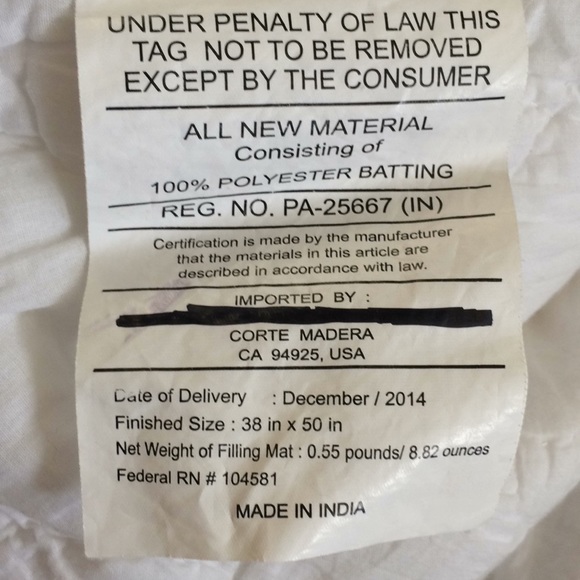 UNDER PENALTY OF LAW THIS
TAG NOT TO BE REMOVED
EXCEPT BY THE CONSUMER
ALL NEW MATERIAL
Consisting of
100% POLYESTER BATTING
REG. NO. PA-25667 (IN)
Certification is made by the manufacturer
that the materials in this article are
described in accordance with law.
IMPORTED BY :
CORTE MADERA
CA 94925, USA
Date of Delivery : December / 2014
Finished Size : 38 in x 50 in
Net Weight of Filling Mat : 0.55 pounds/ 8.82 ounces
Federal RN # 104581
MADE IN INDIA